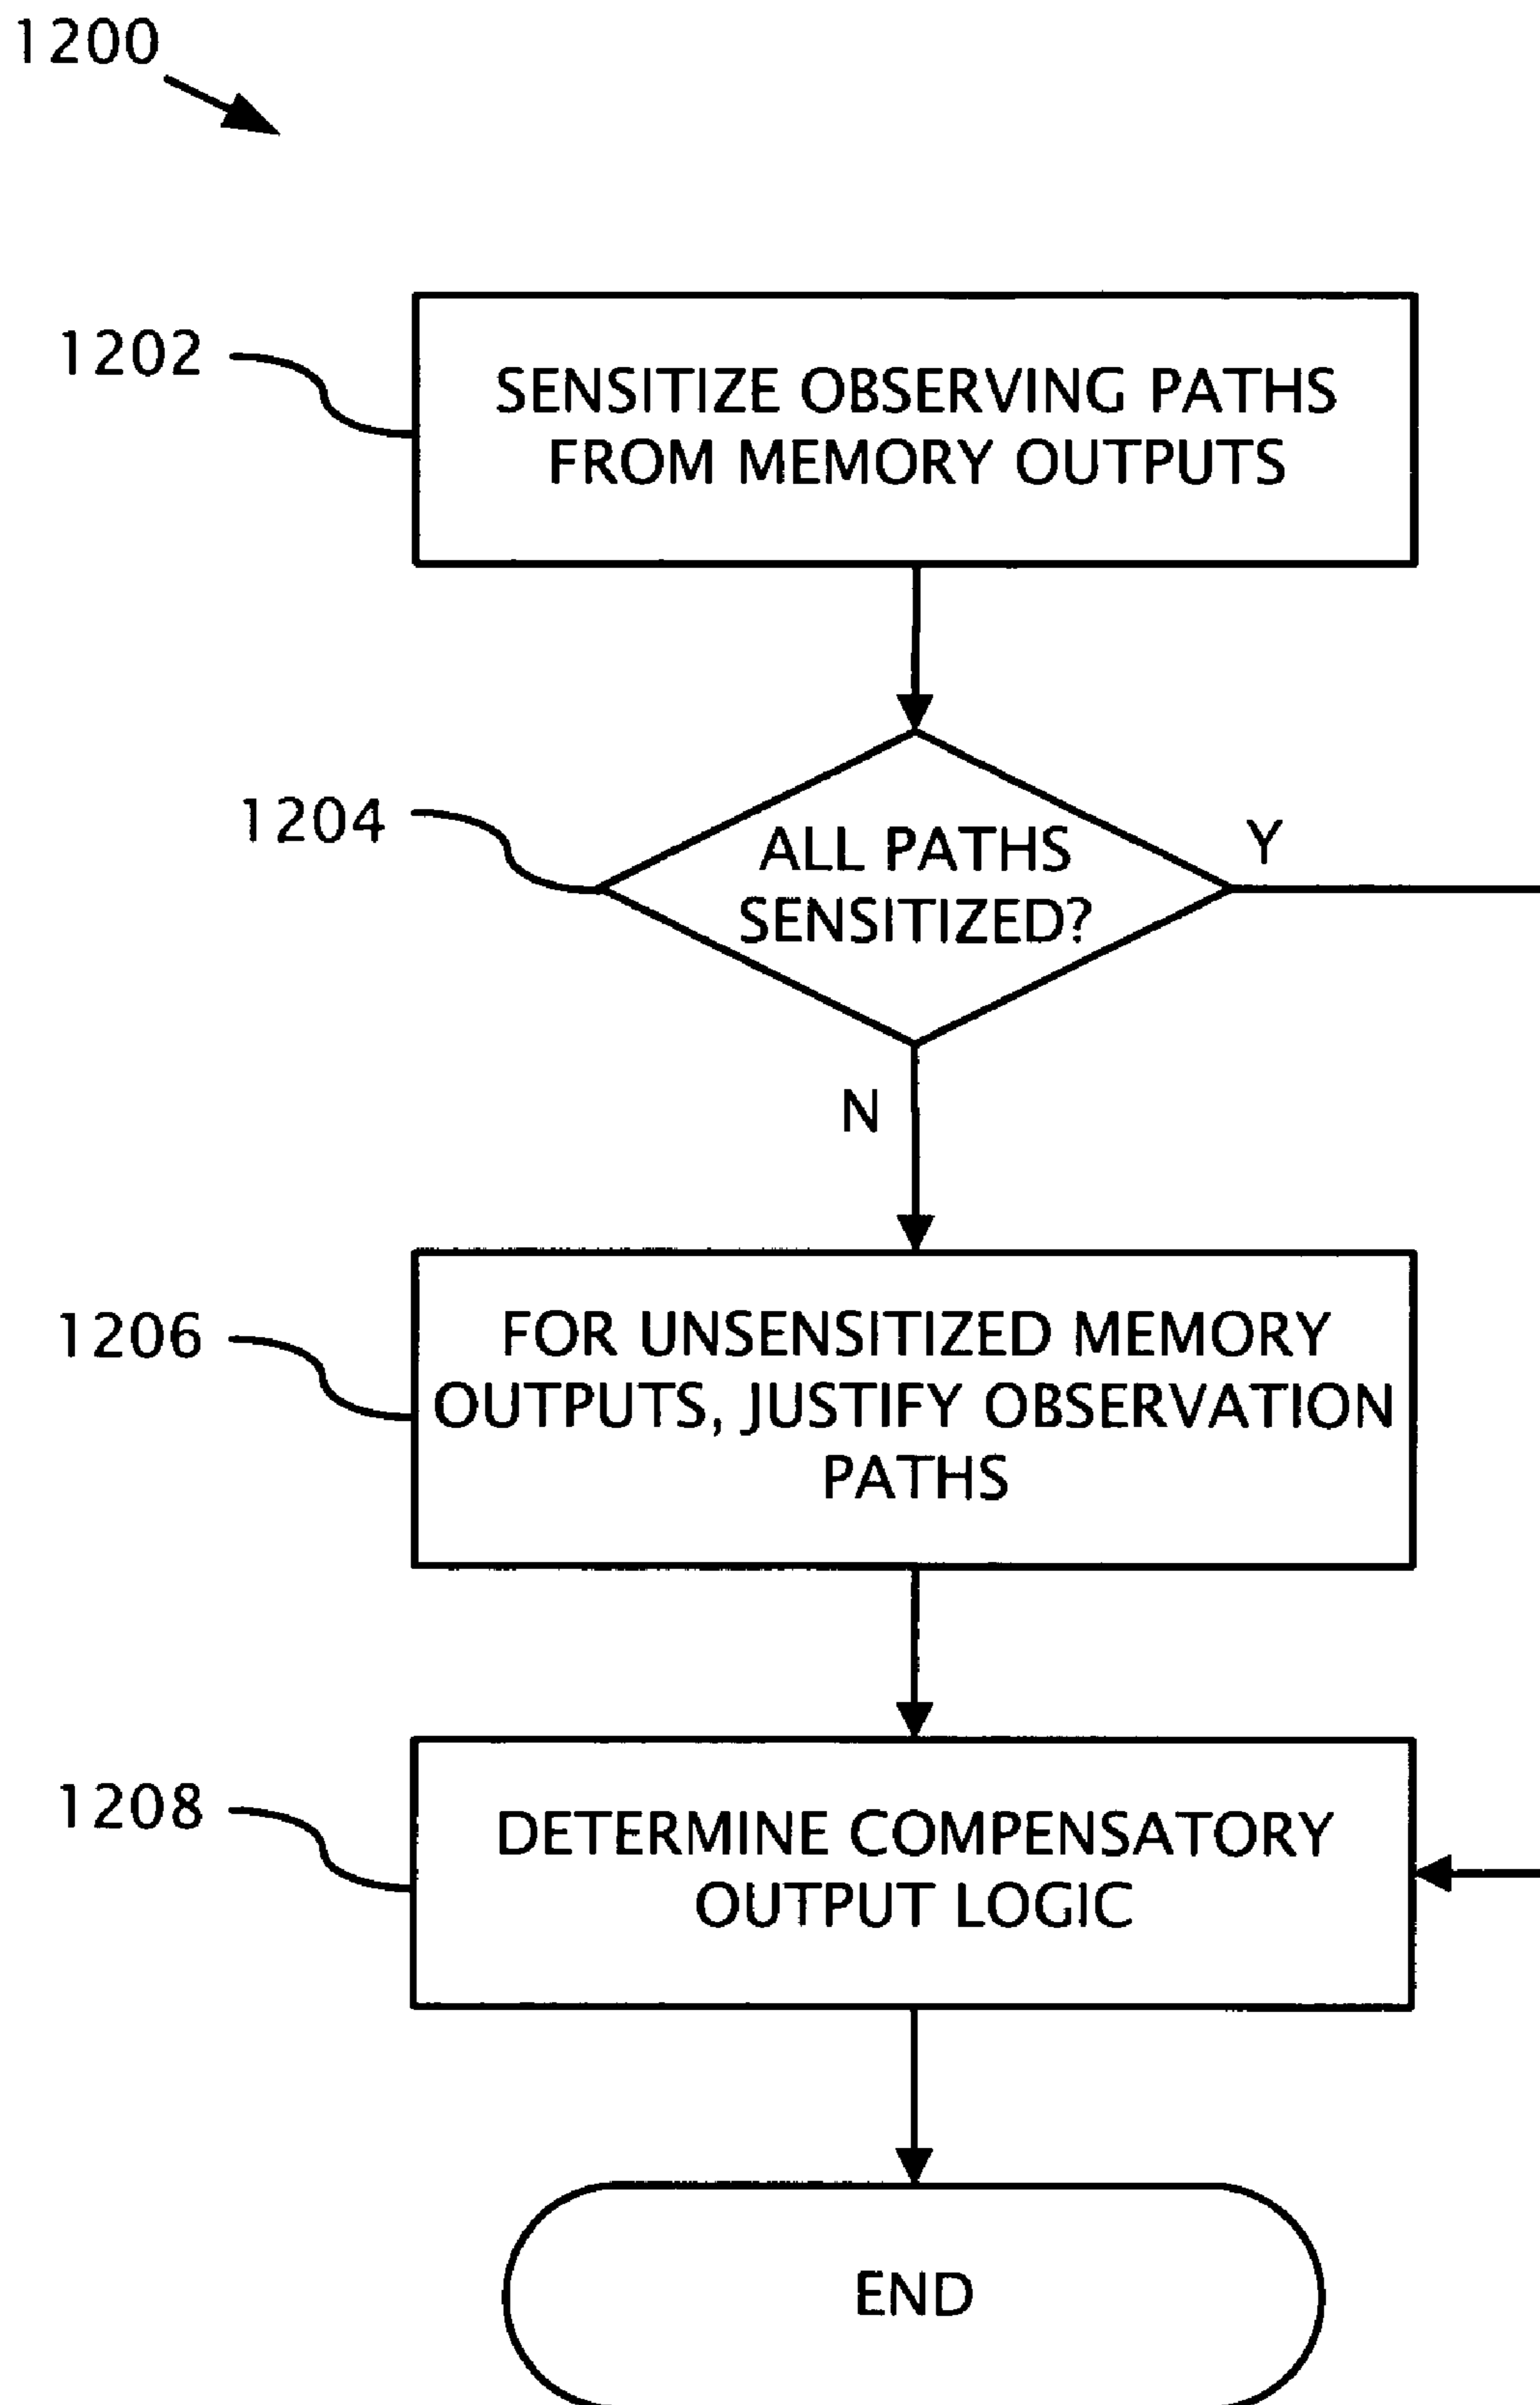 1200
1202
SENSITIZE OBSERVING PATHS
FROM MEMORY OUTPUTS
1204
ALL PATHS
SENSITIZED?
Y
N
1206
FOR UNSENSITIZED MEMORY
OUTPUTS, JUSTIFY OBSERVATION
PATHS
1208
DETERMINE COMPENSATORY
OUTPUT LOGIC
END